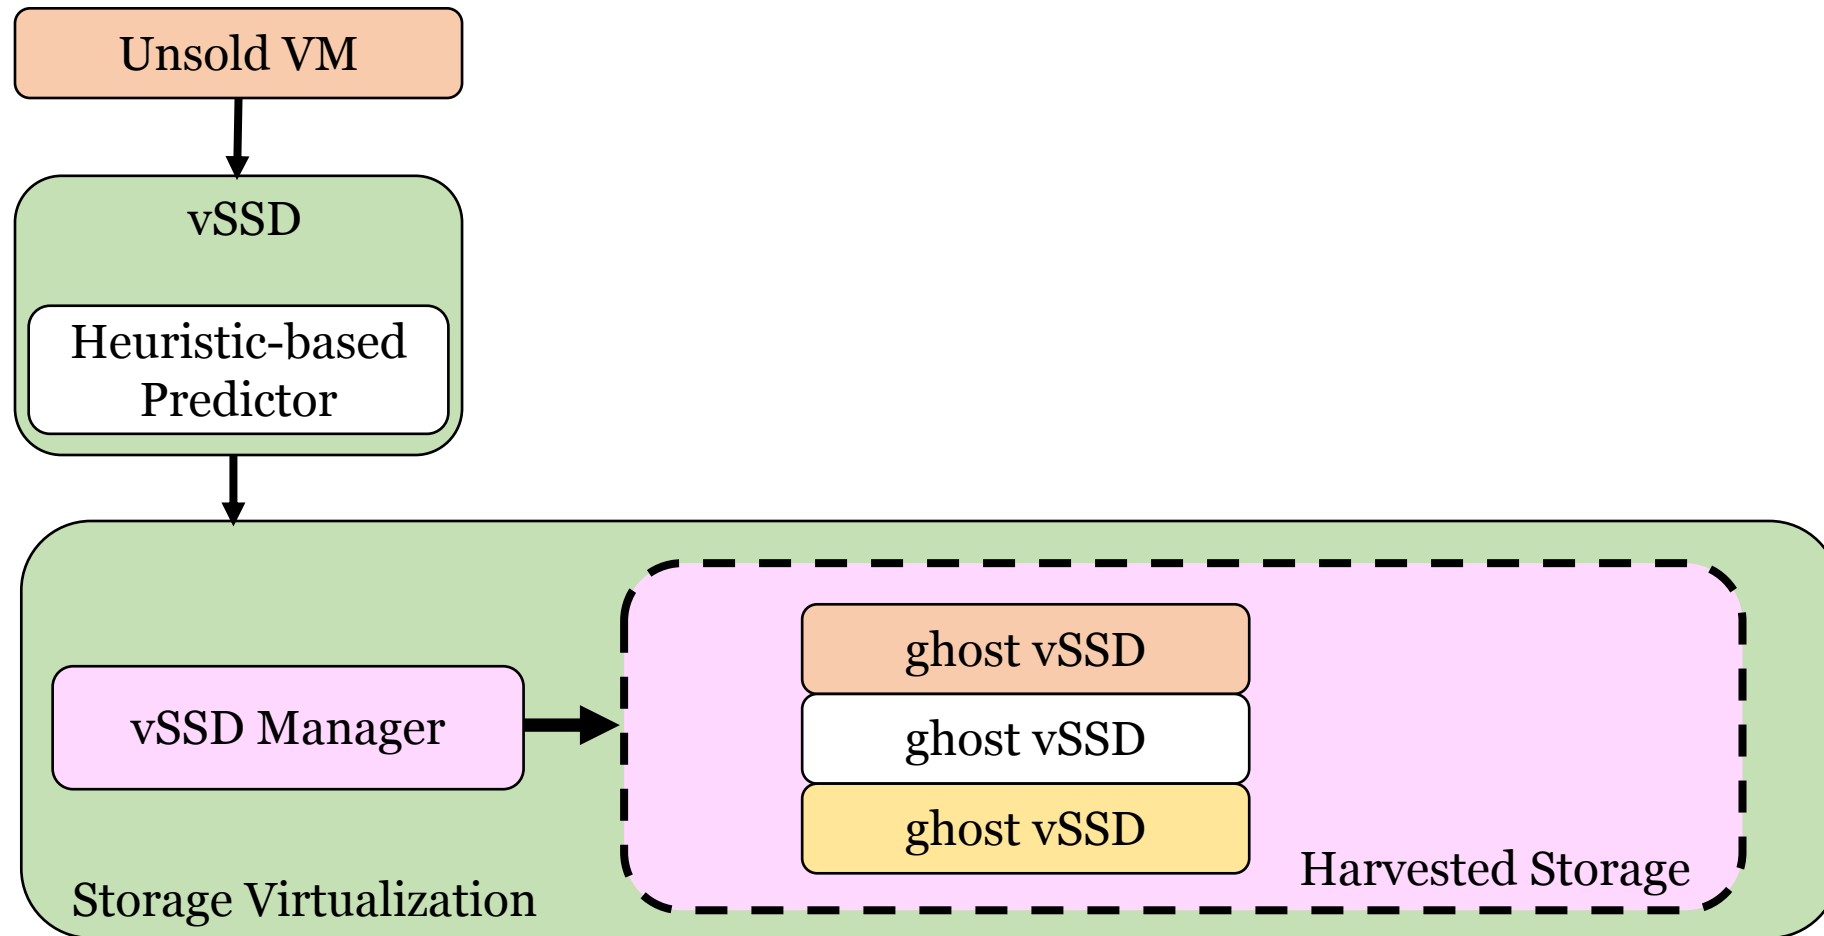 Unsold VM
vSSD
Heuristic-based
Predictor
ghost vSSD
vSSD Manager
ghost vSSD
ghost vSSD
Harvested Storage
Storage Virtualization